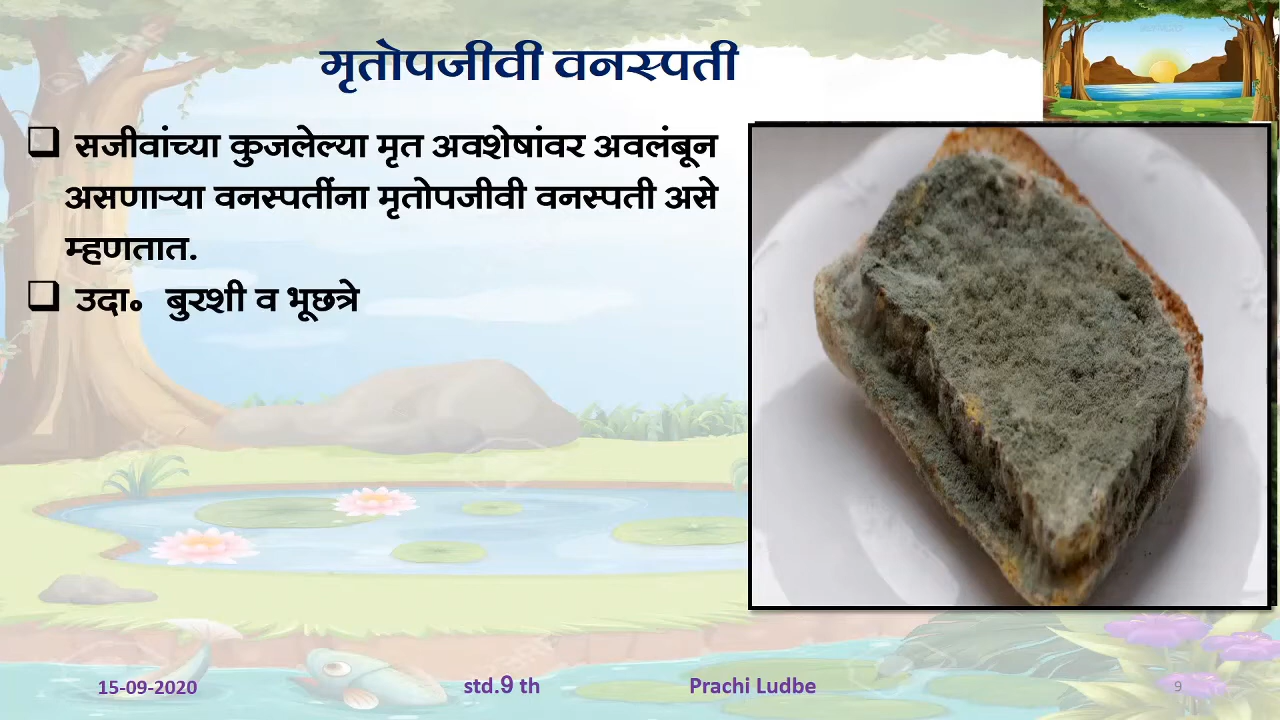 मृतोपजीवी वनस्पती
❑ सजीवांच्या कुजलेल्या मृत अवशेषांवर अवलंबून
असणाऱ्या वनस्पतींना मृतोपजीवी वनस्पती असे
म्हणतात.
❑ उदा॰ बुरशी व भूछत्रे
15-09-2020 std.9 th Prachi Ludbe 9